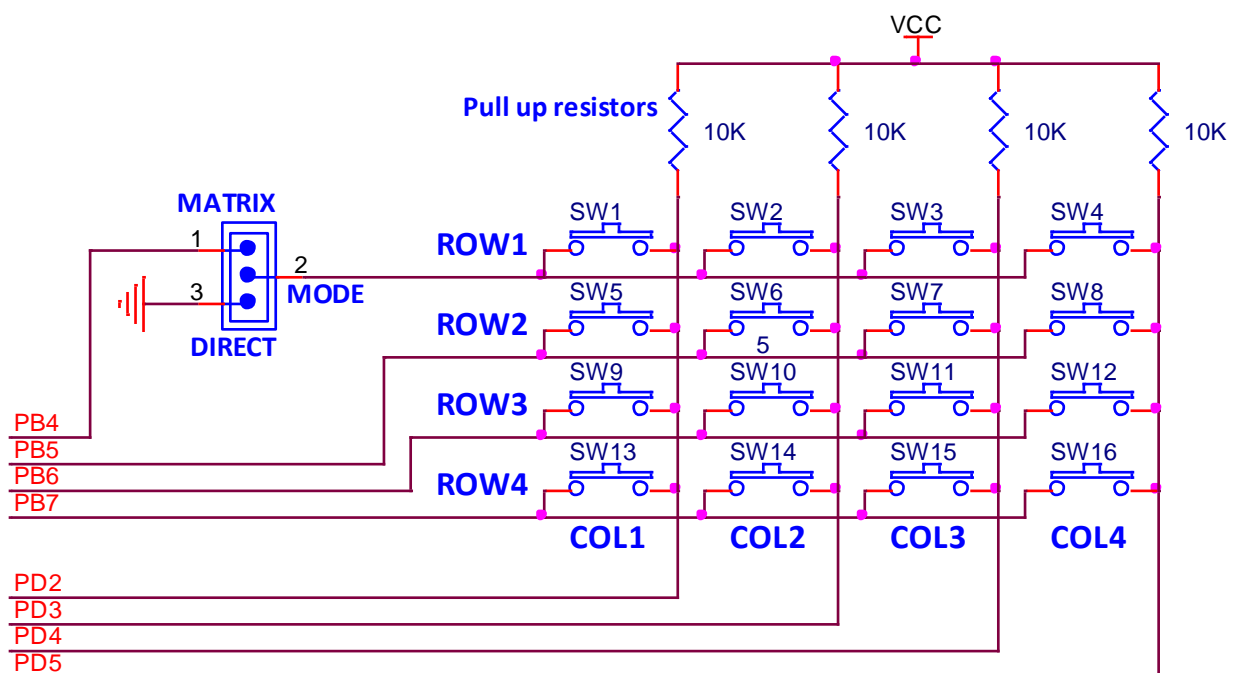 VCC
Pull up resistors
10K 10K 10K 10K
MATRIX
SW1 SW2 SW3 SW4
1
ROW1
2
MODE
3
SW5 SW6 SW7 SW8
ROW2
DIRECT
5
SW9 SW10 SW11 SW12
ROW3
PB4
PB5
SW13 SW14 SW15 SW16
PB6
ROW4
PB7
COL1 COL2 COL3 COL4
PD2
PD3
PD4
PD5